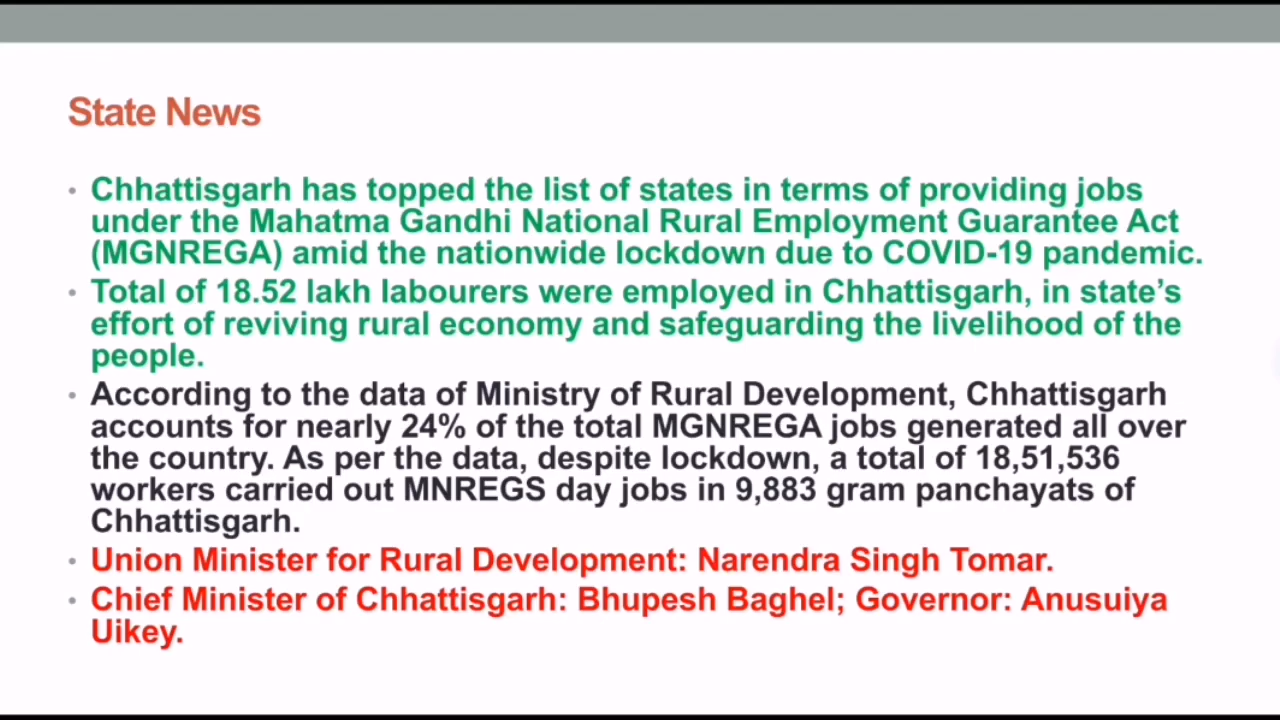 State News
• Chhattisgarh has topped the list of states in terms of providing jobs
under the Mahatma Gandhi National Rural Employment Guarantee Act
(MGNREGA) amid the nationwide lockdown due to COVID-19 pandemic.
• Total of 18.52 lakh labourers were employed in Chhattisgarh, in state's
effort of reviving rural economy and safeguarding the livelihood of the
people.
• According to the data of Ministry of Rural Development, Chhattisgarh
accounts for nearly 24% of the total MGNREGA jobs generated all over
the country. As per the data, despite lockdown, a total of 18,51,536
workers carried out MNREGS day jobs in 9,883 gram panchayats of
Chhattisgarh.
• Union Minister for Rural Development: Narendra Singh Tomar.
• Chief Minister of Chhattisgarh: Bhupesh Baghel; Governor: Anusuiya
Uikey.